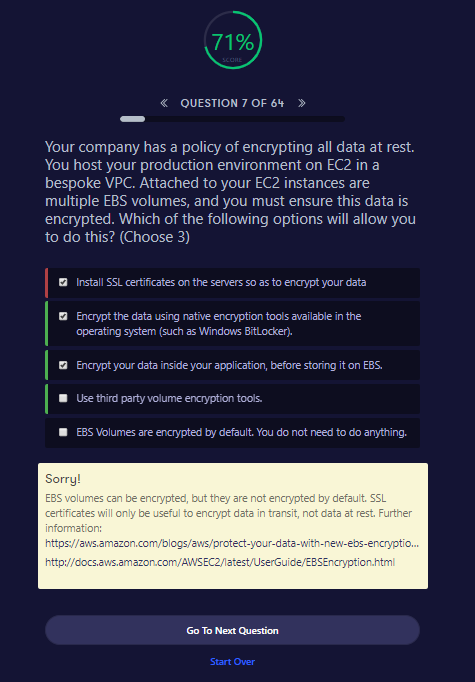 71%
SCORE
QUESTION 7 OF 64
Your company has a policy of encrypting all data at rest.
You host your production environment on EC2 in a
bespoke VPC. Attached to your EC2 instances are
multiple EBS volumes, and you must ensure this data is
encrypted. Which of the following options will allow you
to do this? (Choose 3)
Install SSL certificates on the servers so as to encrypt your data
Encrypt the data using native encryption tools available in the
operating system (such as Windows BitLocker).
Encrypt your data inside your application, before storing it on EBS.
Use third party volume encryption tools.
EBS Volumes are encrypted by default. You do not need to do anything.
Sorry!
EBS volumes can be encrypted, but they are not encrypted by default. SSL
certificates will only be useful to encrypt data in transit, not data at rest. Further
information:
https://aws.amazon.com/blogs/aws/protect-your-data-with-new-ebs-encryptio...
http://docs.aws.amazon.com/AWSEC2/latest/UserGuide/EBSEncryption.html
Go To Next Question
Start Over